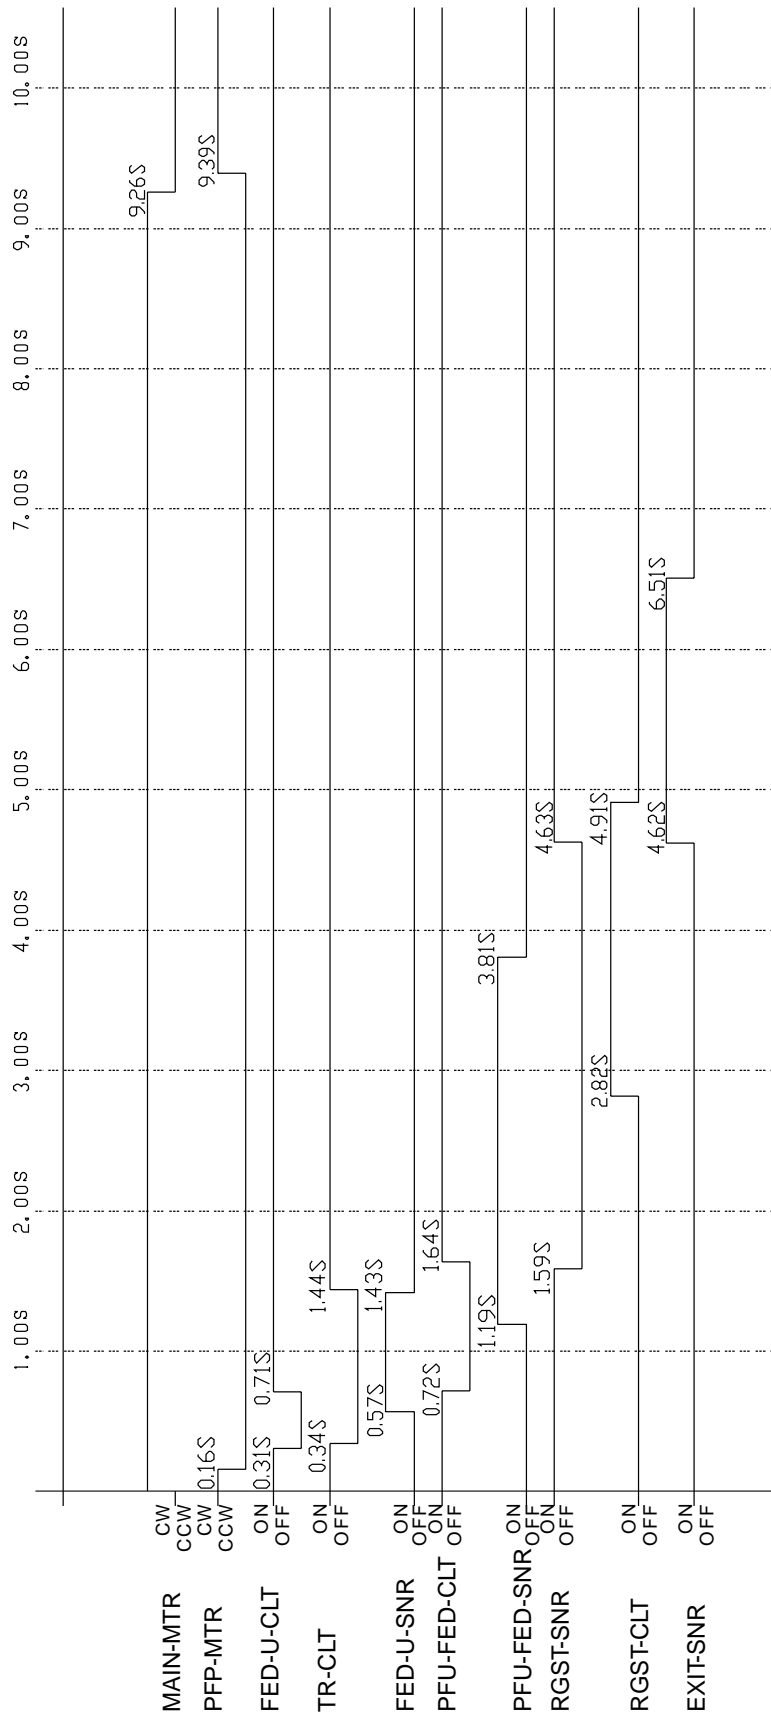 1.00S 2.00S 3.00S 4.00S 5.00S 6.00S 7.00S 8.00S 9.00S 10.00S
MAIN-MTR CW CCW 9.26S
PFP-MTR CW CCW 0.16S 9.39S
FED-U-CLT ON OFF 0.31S 0.71S
TR-CLT ON OFF 0.34S 1.44S
FED-U-SNR ON OFF 0.57S 1.43S
PFU-FED-CLT ON OFF 0.72S 1.64S
PFU-FED-SNR ON OFF 1.19S 3.81S
RGST-SNR ON OFF 1.59S 4.63S
RGST-CLT ON OFF 2.82S 4.91S
EXIT-SNR ON OFF 4.62S 6.51S